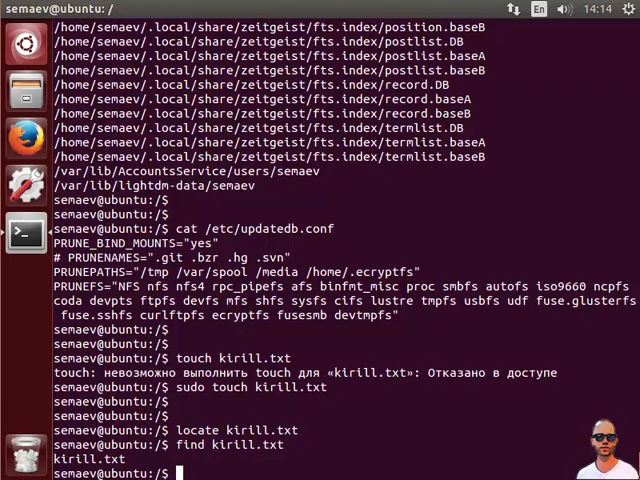 semaev@ubuntu: /
En
14:14
/home/semaev/.local/share/zeitgeist/fts.index/position.baseB
/home/semaev/.local/share/zeitgeist/fts.index/postlist.DB
/home/semaev/.local/share/zeitgeist/fts.index/postlist.baseA
/home/semaev/.local/share/zeitgeist/fts.index/postlist.baseB
/home/semaev/.local/share/zeitgeist/fts.index/record.DB
/home/semaev/.local/share/zeitgeist/fts.index/record.baseA
/home/semaev/.local/share/zeitgeist/fts.index/record.baseB
/home/semaev/.local/share/zeitgeist/fts.index/termlist.DB
/home/semaev/.local/share/zeitgeist/fts.index/termlist.baseA
/home/semaev/.local/share/zeitgeist/fts.index/termlist.baseB
/var/lib/AccountsService/users/semaev
/var/lib/lightdm-data/semaev
semaev@ubuntu:/$
semaev@ubuntu:/$
semaev@ubuntu:/$ cat /etc/updatedb.conf
PRUNE_BIND_MOUNTS="yes"
# PRUNENAMES=".git .bzr .hg .svn"
PRUNEPATHS="/tmp /var/spool /media /home/.ecryptfs"
PRUNEFS="NFS nfs nfs4 rpc_pipefs afs binfmt_misc proc smbfs autofs iso9660 ncpfs
coda devpts ftpfs devfs mfs shfs sysfs cifs lustre tmpfs usbfs udf fuse.glusterfs
 fuse.sshfs curlftpfs ecryptfs fusesmb devtmpfs"
semaev@ubuntu:/$
semaev@ubuntu:/$
semaev@ubuntu:/$ touch kirill.txt
touch: невозможно выполнить touch для «kirill.txt»: Отказано в доступе
semaev@ubuntu:/$ sudo touch kirill.txt
semaev@ubuntu:/$
semaev@ubuntu:/$
semaev@ubuntu:/$ locate kirill.txt
semaev@ubuntu:/$ find kirill.txt
kirill.txt
semaev@ubuntu:/$